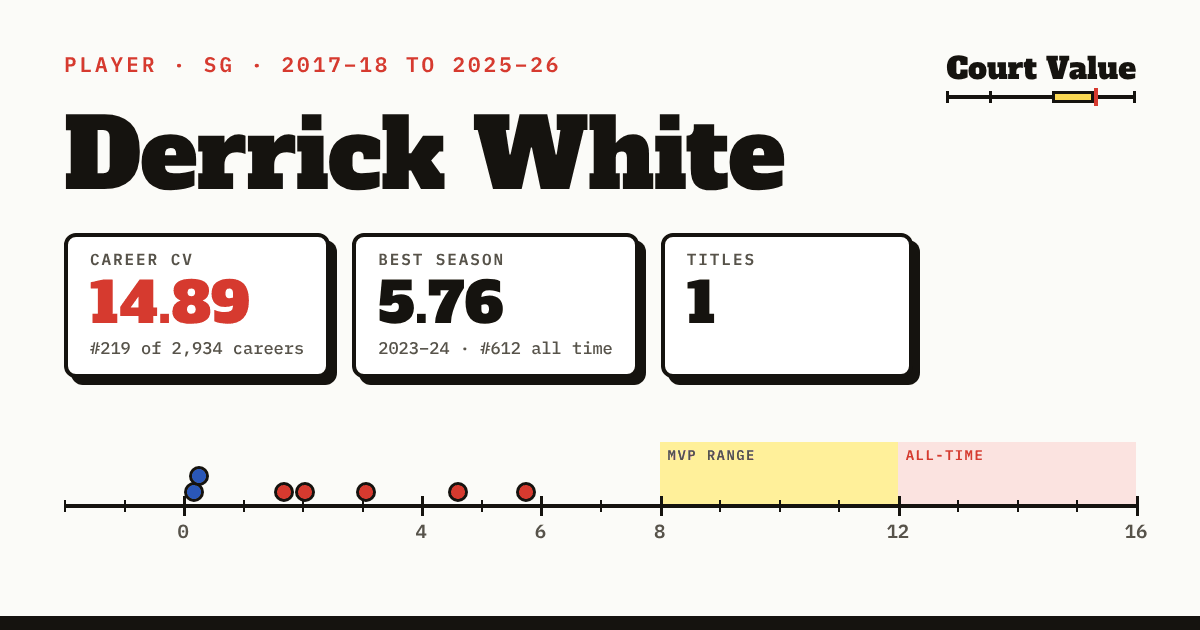 PLAYER · SG · 2017–18 TO 2025–26
Court Value
Derrick White
CAREER CV
14.89
#219 of 2,934 careers
BEST SEASON
5.76
2023–24 · #612 all time
TITLES
1
MVP RANGE
ALL-TIME
0
4
6
8
12
16